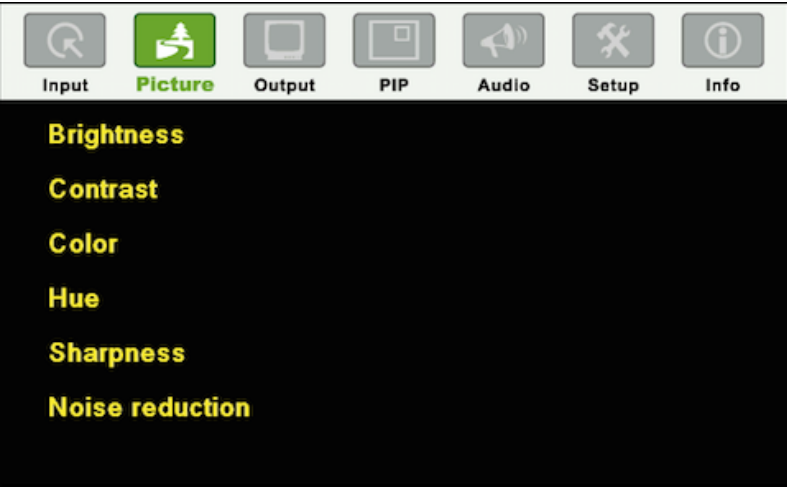 Input Picture Output PIP Audio Setup Info
Brightness
Contrast
Color
Hue
Sharpness
Noise reduction